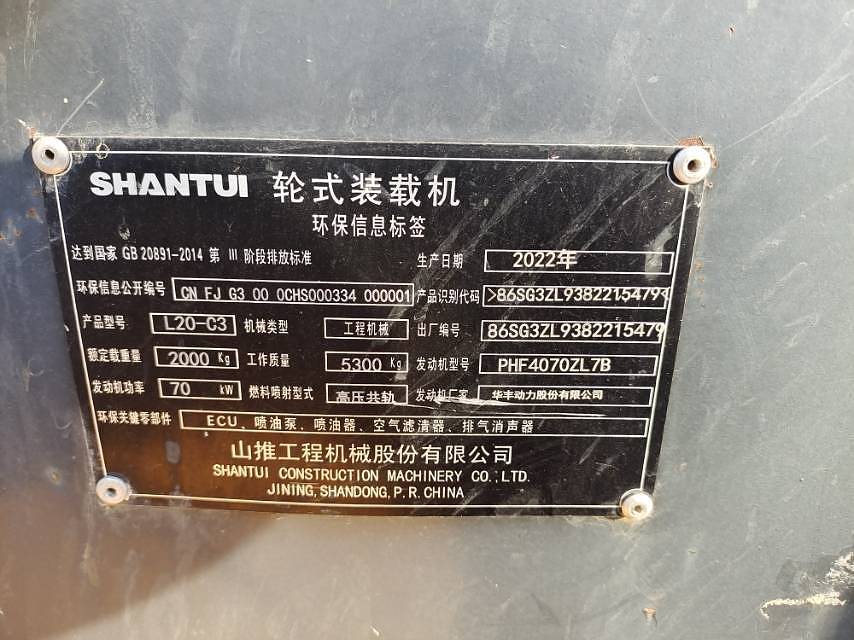 SHANTUI 轮式装载机
环保信息标签
达到国家 GB 20891-2014 第 III 阶段排放标准 生产日期 2022年
环保信息公开编号 CN FJ G3 00 0CHS000334 000001 产品识别代码 >86SG3ZL9382215479<
产品型号 L20-C3 机械类型 工程机械 出厂编号 86SG3ZL9382215479
额定载重量 2000 Kg 工作质量 5300 Kg 发动机型号 PHF4070ZL7B
发动机功率 70 kW 燃料喷射型式 高压共轨 发动机厂家 华丰动力股份有限公司
环保关键零部件 ECU、喷油泵、喷油器、空气滤清器、排气消声器
山推工程机械股份有限公司
SHANTUI CONSTRUCTION MACHINERY CO.;LTD.
JINING, SHANDONG, P. R. CHINA